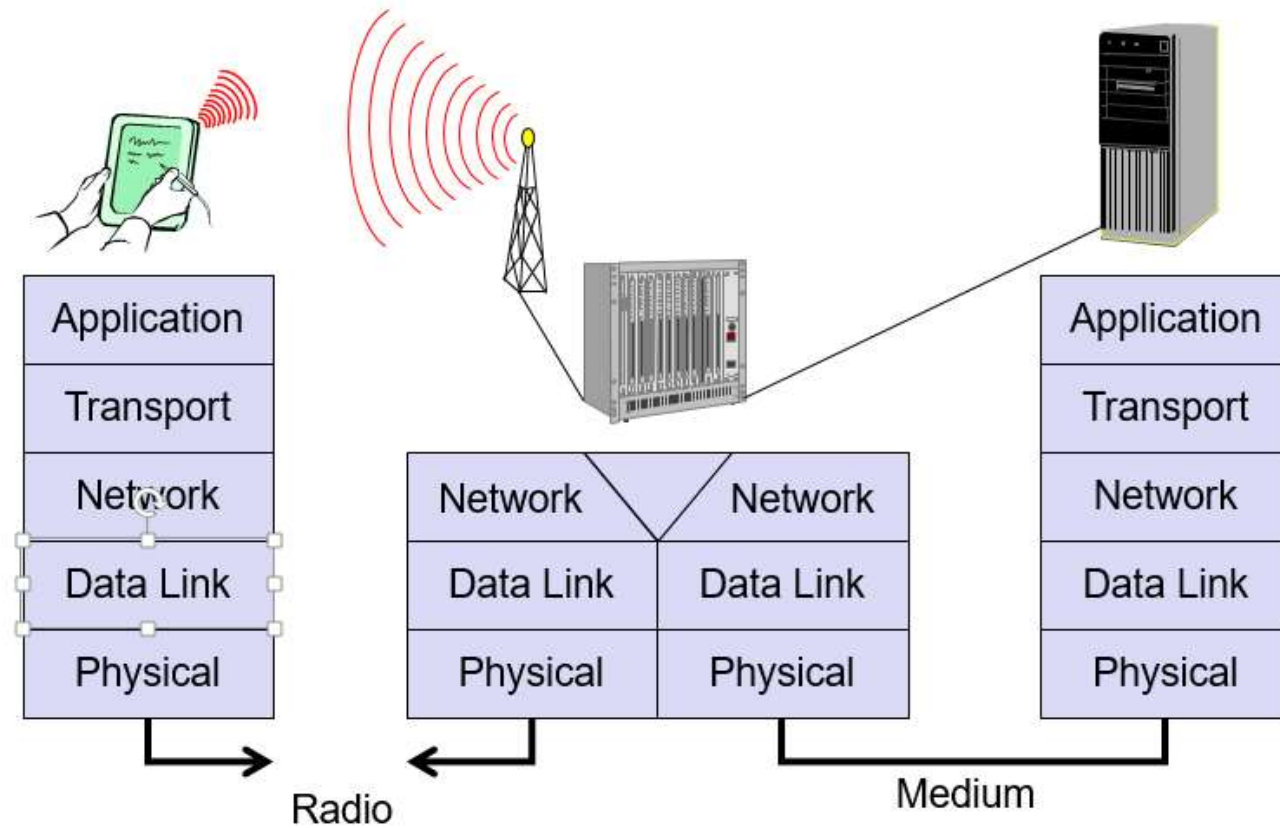 Application
Transport
Network
Data Link
Physical
Network
Network
Data Link
Data Link
Physical
Physical
Application
Transport
Network
Data Link
Physical
Radio
Medium